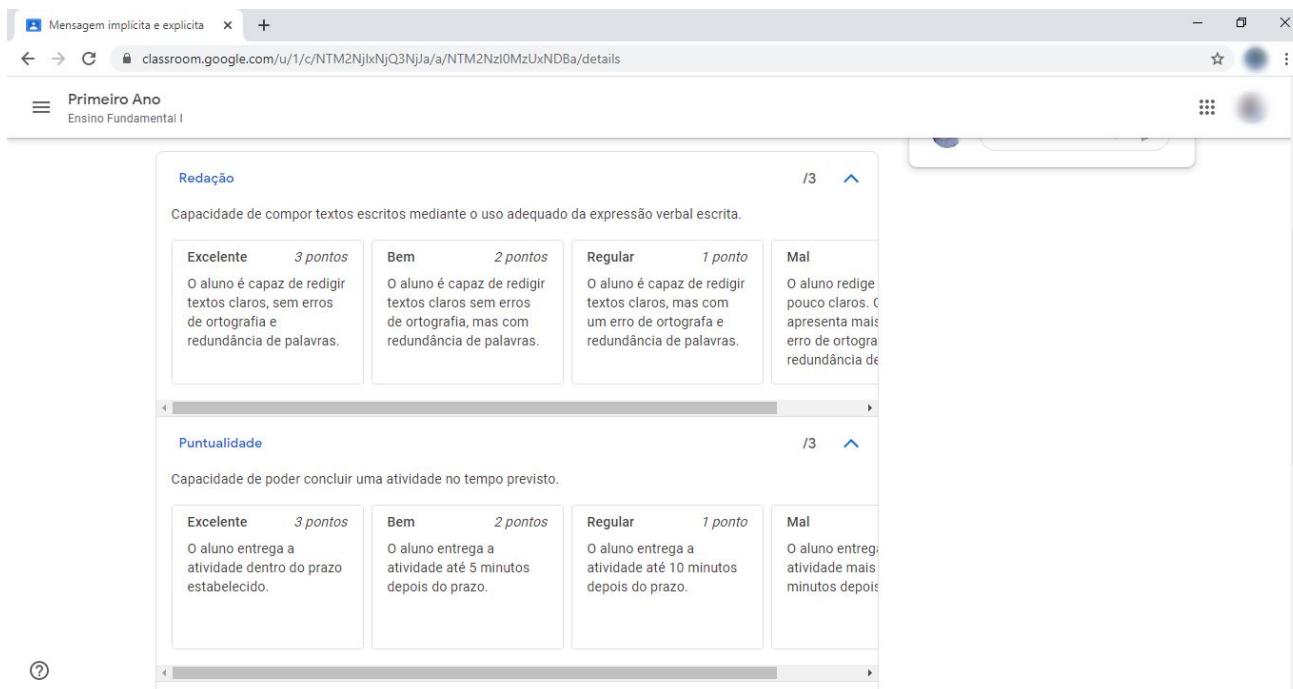 Mensagem implícita e explicita
classroom.google.com/u/1/c/NTM2NjIxNjQ3NjJa/a/NTM2NzI0MzUxNDBa/details
Primeiro Ano
Ensino Fundamental I
Redação /3
Capacidade de compor textos escritos mediante o uso adequado da expressão verbal escrita.
Excelente 3 pontos
O aluno é capaz de redigir
textos claros, sem erros
de ortografia e
redundância de palavras.
Bem 2 pontos
O aluno é capaz de redigir
textos claros sem erros
de ortografia, mas com
redundância de palavras.
Regular 1 ponto
O aluno é capaz de redigir
textos claros, mas com
um erro de ortografa e
redundância de palavras.
Mal
O aluno redige
pouco claros.
apresenta mais
erro de ortogra
redundância de
Puntualidade /3
Capacidade de poder concluir uma atividade no tempo previsto.
Excelente 3 pontos
O aluno entrega a
atividade dentro do prazo
estabelecido.
Bem 2 pontos
O aluno entrega a
atividade até 5 minutos
depois do prazo.
Regular 1 ponto
O aluno entrega a
atividade até 10 minutos
depois do prazo.
Mal
O aluno entrega
atividade mais
minutos depois